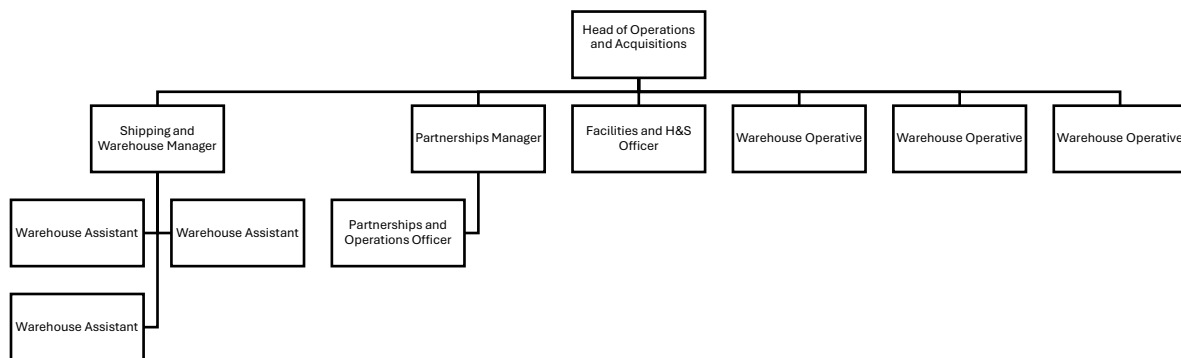 Head of Operations
and Acquisitions
Shipping and
Warehouse Manager
Partnerships Manager
Facilities and H&S
Officer
Warehouse Operative
Warehouse Operative
Warehouse Operative
Warehouse Assistant
Warehouse Assistant
Partnerships and
Operations Officer
Warehouse Assistant